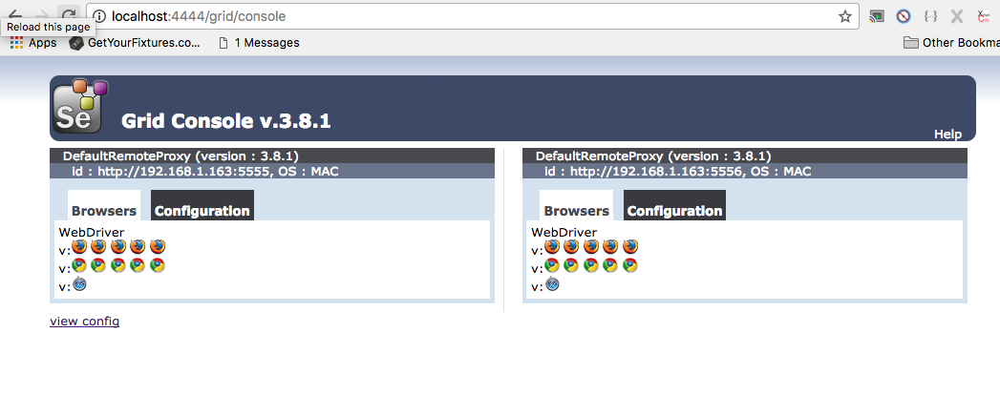 localhost:4444/grid/console
Reload this page
Apps GetYourFixtures.co... 1 Messages Other Bookma
Se Grid Console v.3.8.1
Help
DefaultRemoteProxy (version : 3.8.1)
id : http://192.168.1.163:5555, OS : MAC
Browsers Configuration
WebDriver
v:
v:
v:
DefaultRemoteProxy (version : 3.8.1)
id : http://192.168.1.163:5556, OS : MAC
Browsers Configuration
WebDriver
v:
v:
v:
view config